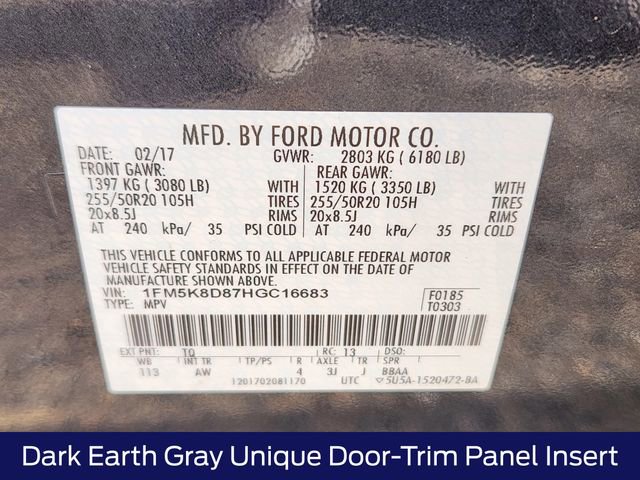 MFD. BY FORD MOTOR CO.
DATE: 02/17 GVWR: 2803 KG ( 6180 LB)
FRONT GAWR: REAR GAWR:
1397 KG ( 3080 LB) WITH 1520 KG ( 3350 LB) WITH
255/50R20 105H TIRES 255/50R20 105H TIRES
20x8.5J RIMS 20x8.5J RIMS
AT 240 kPa/ 35 PSI COLD AT 240 kPa/ 35 PSI COLD
THIS VEHICLE CONFORMS TO ALL APPLICABLE FEDERAL MOTOR
VEHICLE SAFETY STANDARDS IN EFFECT ON THE DATE OF
MANUFACTURE SHOWN ABOVE.
VIN: 1FM5K8D87HGC16683 F0185
TYPE: MPV T0303
EXT PNT: TQ RC: 13 DSO:
WB INT TR TP/PS R AXLE TR SPR
113 AW 4 3J J BBAA
1201702081170 UTC ▽5U5A-1520472-BA
Dark Earth Gray Unique Door-Trim Panel Insert